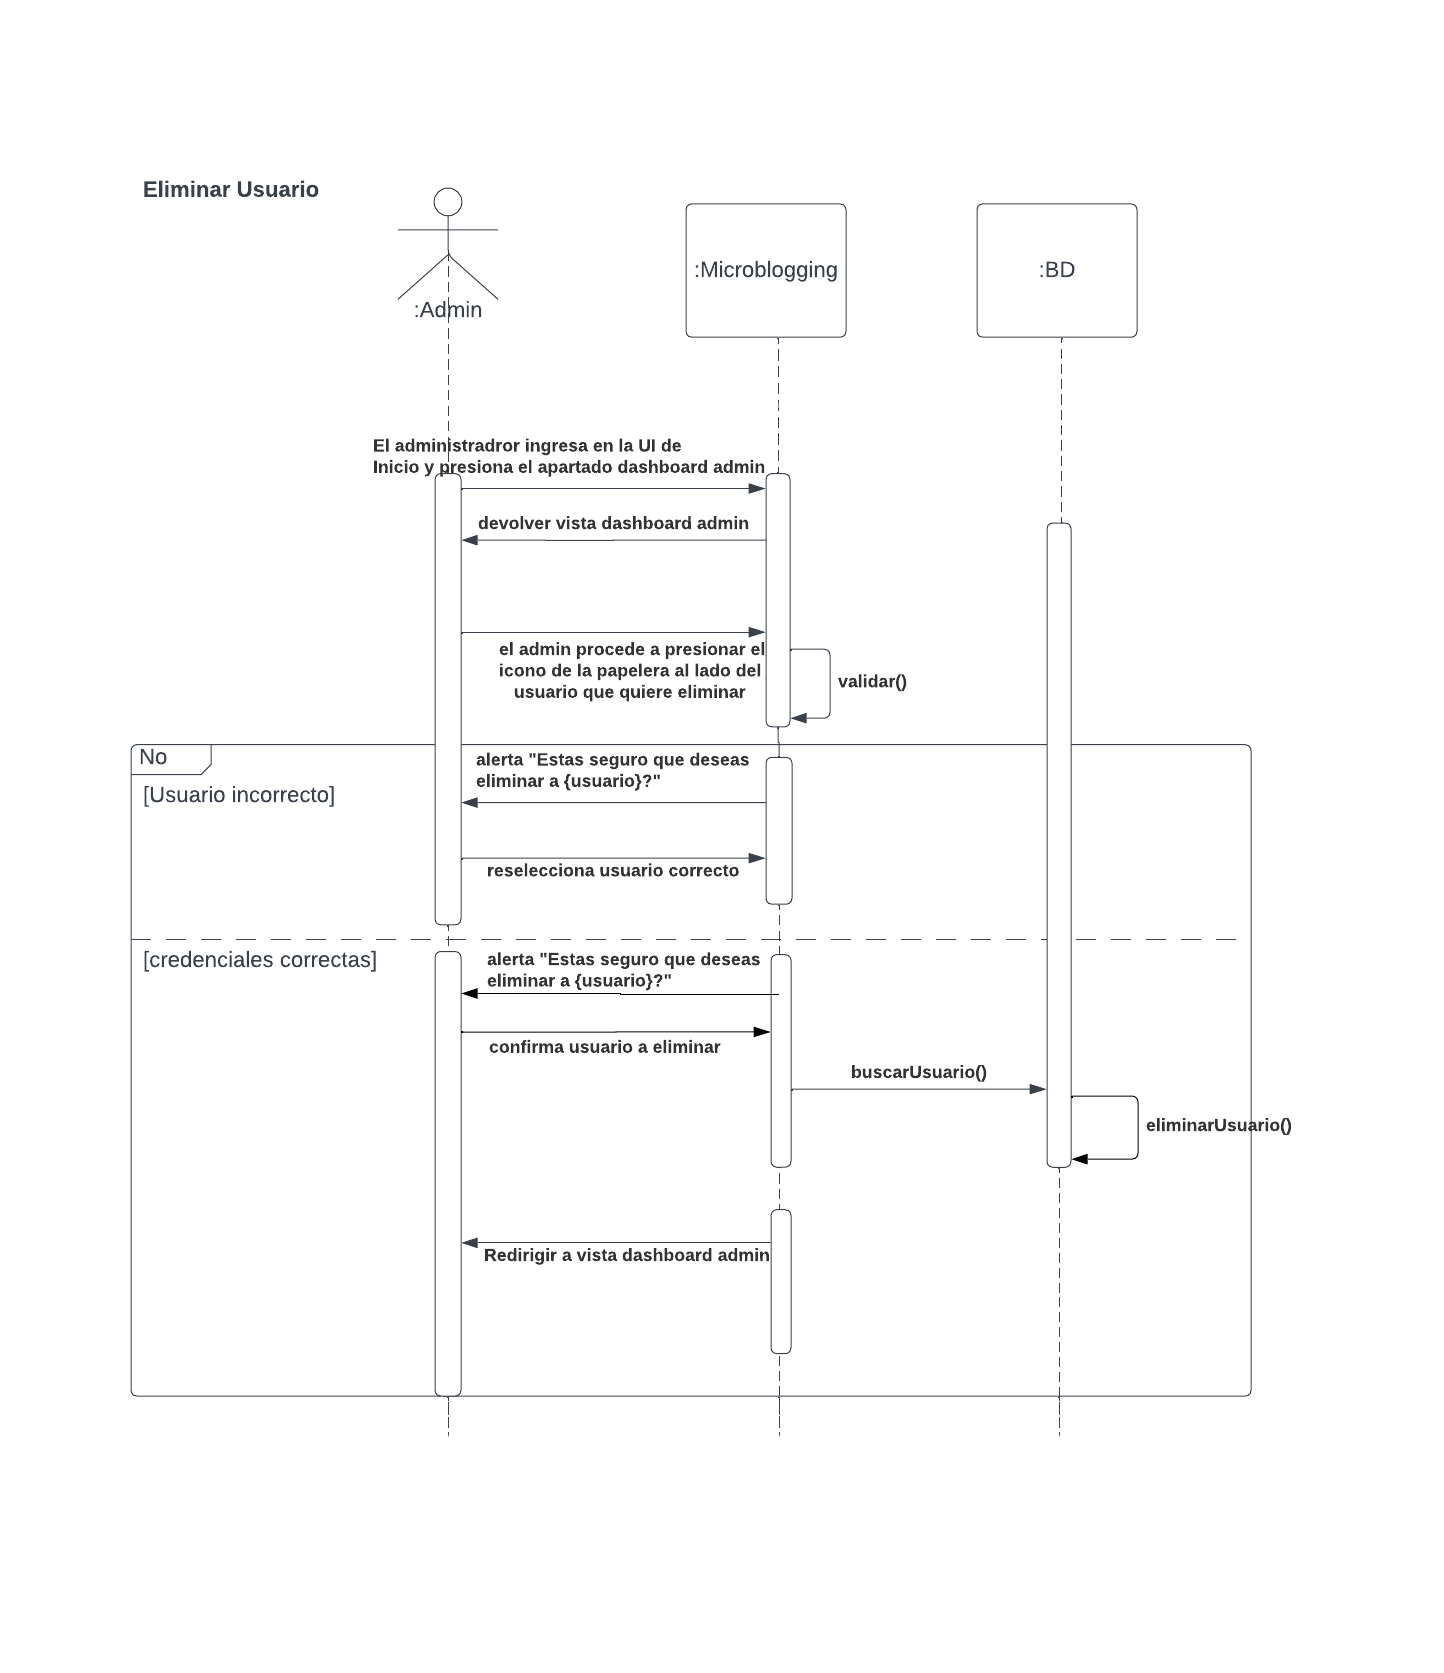 Eliminar Usuario
:Admin
:Microblogging
:BD
El administradror ingresa en la UI de
Inicio y presiona el apartado dashboard admin
devolver vista dashboard admin
el admin procede a presionar el
icono de la papelera al lado del
usuario que quiere eliminar
validar()
No
[Usuario incorrecto]
alerta "Estas seguro que deseas
eliminar a {usuario}?"
reselecciona usuario correcto
[credenciales correctas]
alerta "Estas seguro que deseas
eliminar a {usuario}?"
confirma usuario a eliminar
buscarUsuario()
eliminarUsuario()
Redirigir a vista dashboard admin